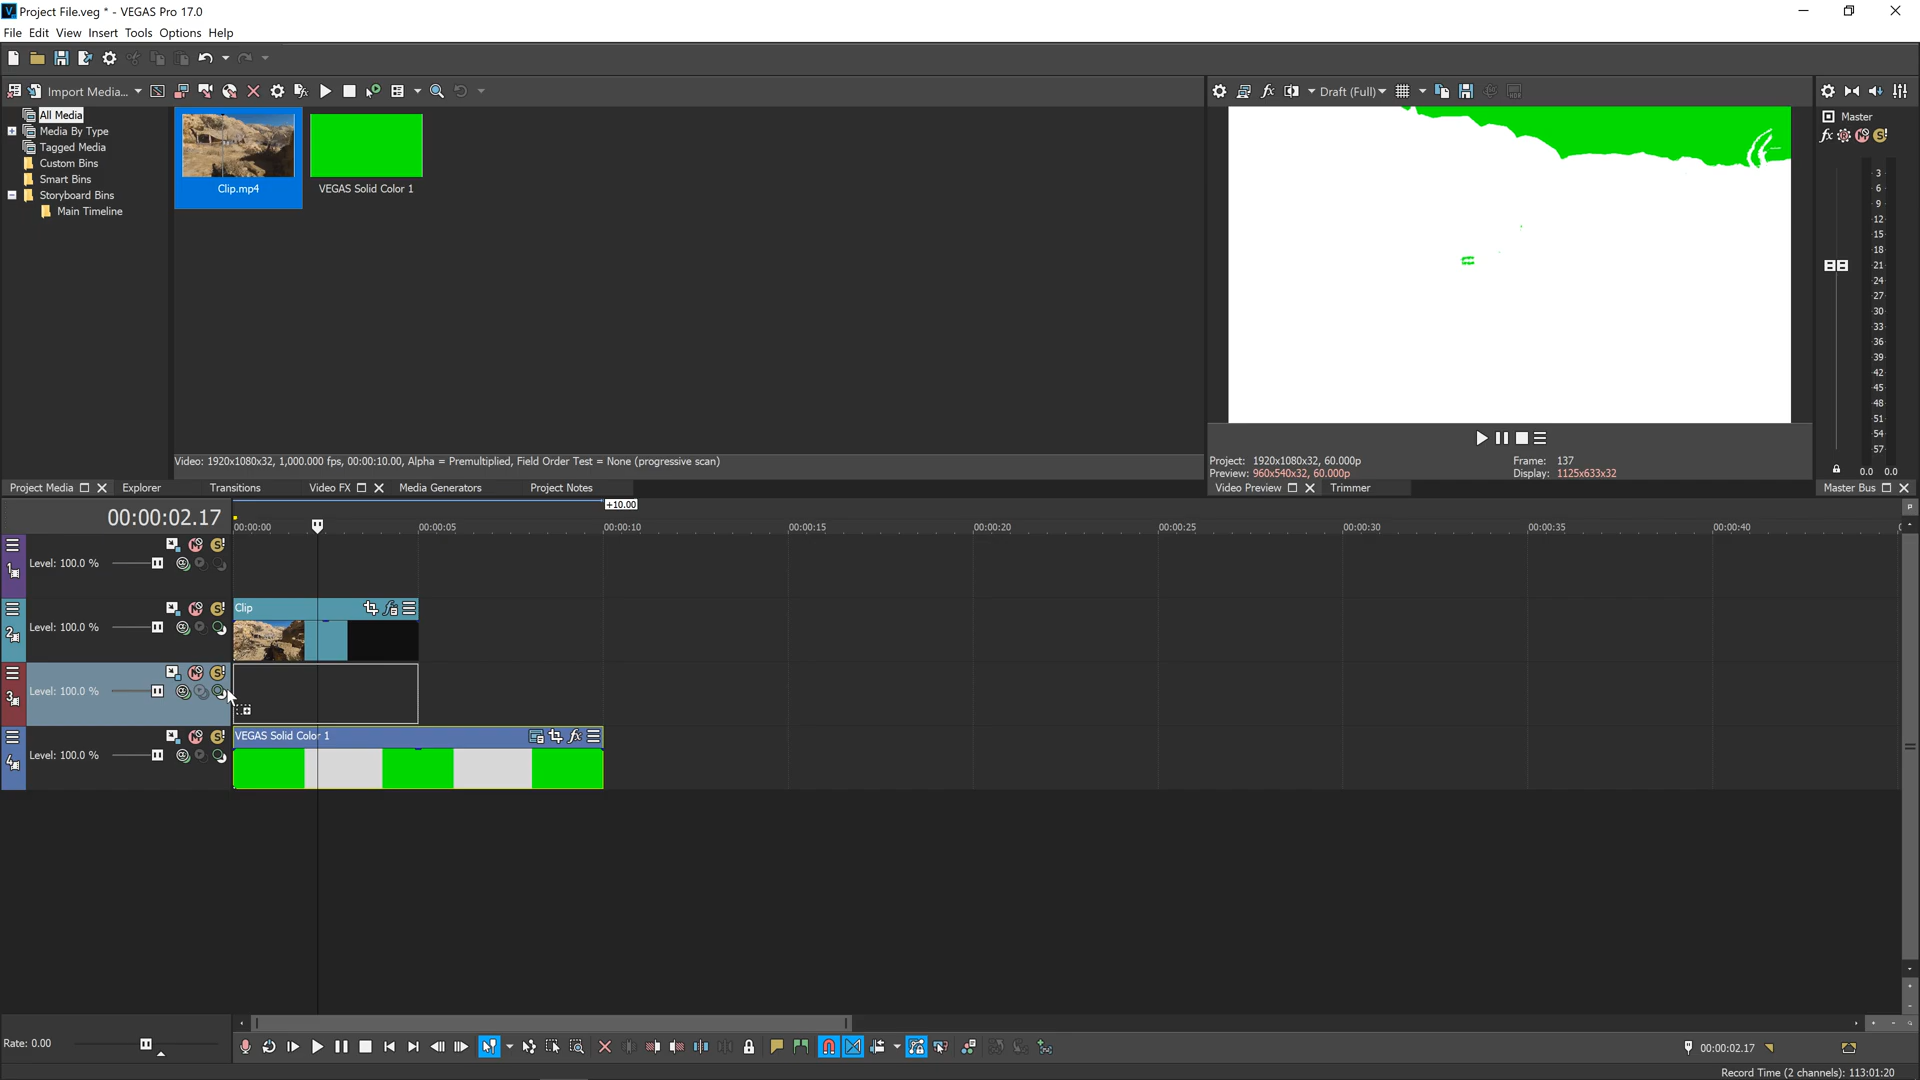 Project File.veg * - VEGAS Pro 17.0
File Edit View Insert Tools Options Help
Import Media...
Draft (Full)
All Media
Media By Type
Tagged Media
Custom Bins
Smart Bins
Storyboard Bins
Main Timeline
Clip.mp4
VEGAS Solid Color 1
Master
3
6
9
12
15
18
21
24
27
30
33
36
39
42
45
48
51
54
57
0.0 0.0
Video: 1920x1080x32, 1,000.000 fps, 00:00:10.00, Alpha = Premultiplied, Field Order Test = None (progressive scan)
Project: 1920x1080x32, 60.000p
Frame: 137
Preview: 960x540x32, 60.000p
Display: 1125x633x32
Project Media Explorer Transitions Video FX Media Generators Project Notes
Video Preview Trimmer
Master Bus
+10.00
00:00:02.17
00:00:00 00:00:05 00:00:10 00:00:15 00:00:20 00:00:25 00:00:30 00:00:35 00:00:40
1
Level: 100.0 %
Clip
2
Level: 100.0 %
3
Level: 100.0 %
VEGAS Solid Color 1
4
Level: 100.0 %
Rate: 0.00
00:00:02.17
Record Time (2 channels): 113:01:20